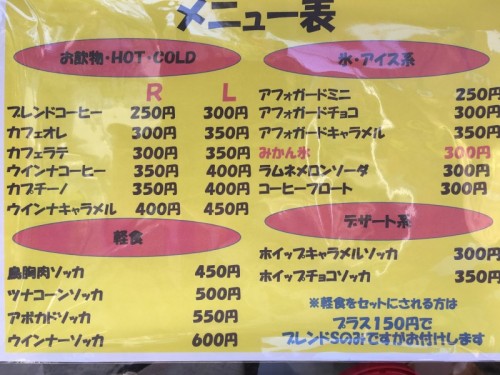 メニュー表
お飲物・HOT・COLD
R L
ブレンドコーヒー 250円 300円
カフェオレ 300円 350円
カフェラテ 300円 350円
ウインナコーヒー 350円 400円
カプチーノ 350円 400円
ウインナキャラメル 400円 450円
軽食
鳥胸肉ソッカ 450円
ツナコーンソッカ 500円
アボカドソッカ 550円
ウインナーソッカ 600円
氷・アイス系
アフォガードミニ 250円
アフォガードチョコ 300円
アフォガードキャラメル 350円
みかん氷 300円
ラムネメロンソーダ 300円
コーヒーフロート 350円
デザート系
ホイップキャラメルソッカ 300円
ホイップチョコソッカ 350円
※軽食をセットにされる方は
プラス150円で
ブレンドSのみですがお付けします